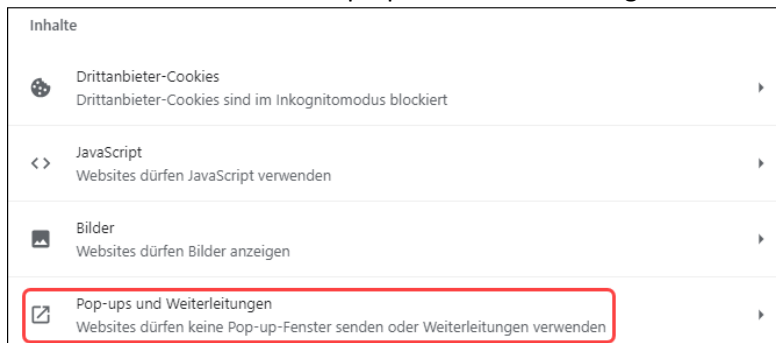 Inhalte
Drittanbieter-Cookies
Drittanbieter-Cookies sind im Inkognitomodus blockiert
JavaScript
Websites dürfen JavaScript verwenden
Bilder
Websites dürfen Bilder anzeigen
Pop-ups und Weiterleitungen
Websites dürfen keine Pop-up-Fenster senden oder Weiterleitungen verwenden